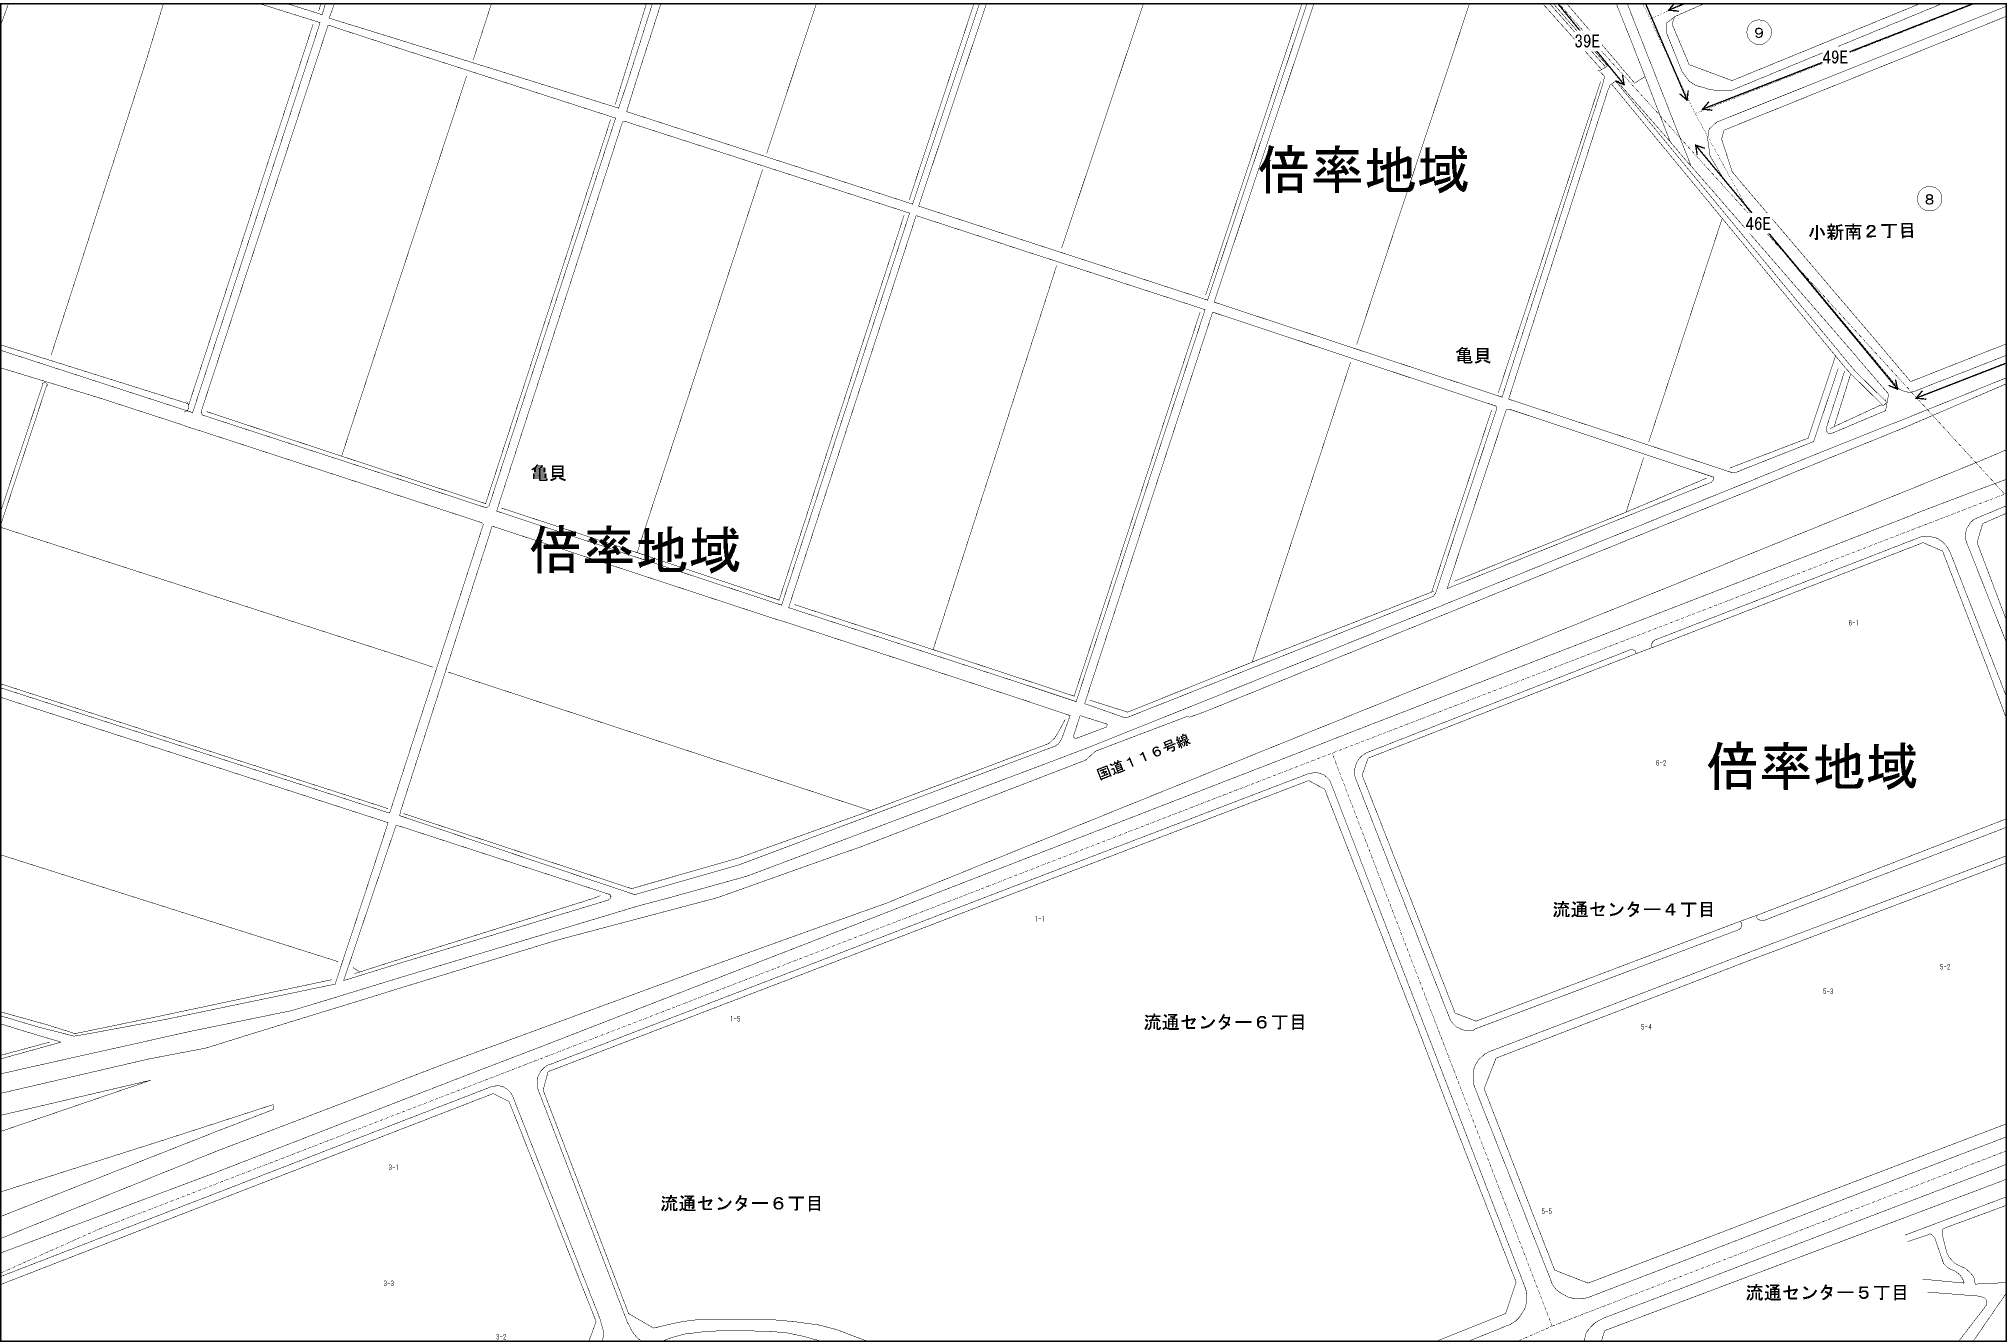 39E
9
49E
倍率地域
8
46E
小新南２丁目
亀貝
亀貝
倍率地域
6-1
国道１１６号線
6-2
倍率地域
流通センター４丁目
1-1
5-2
5-3
1-5
流通センター６丁目
5-4
3-1
流通センター６丁目
5-5
3-3
流通センター５丁目
3-2